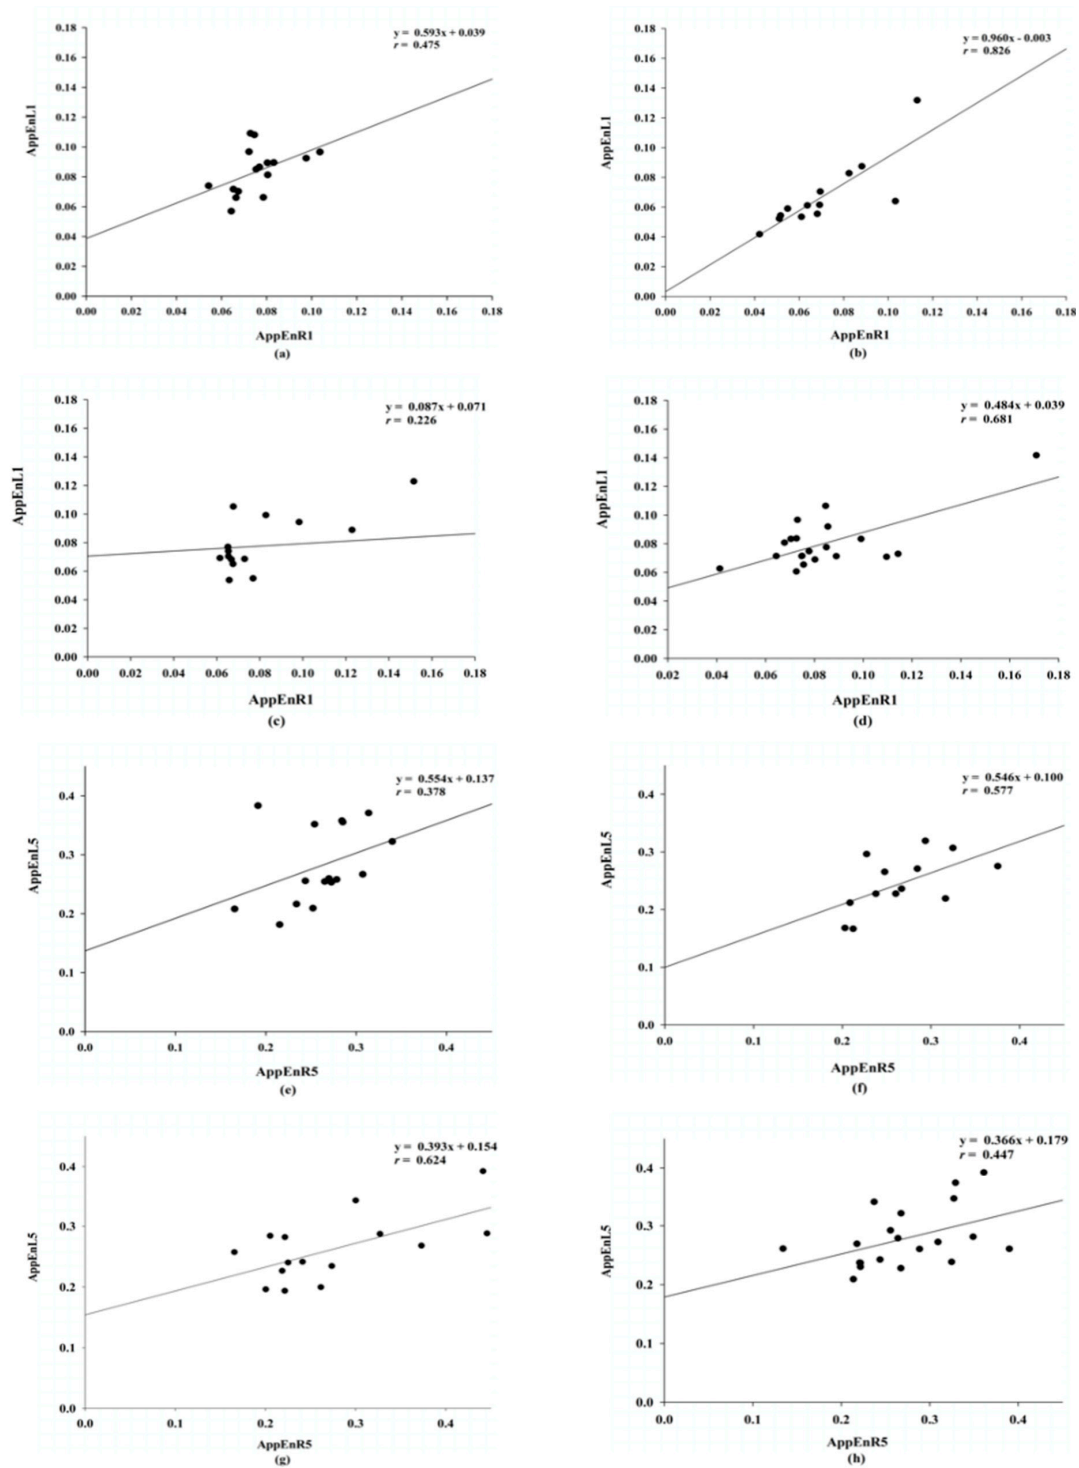 y = 0.593x + 0.039
r = 0.475
0.18
0.16
0.14
0.12
0.10
0.08
0.06
0.04
0.02
0.00
AppEnL1
0.00 0.02 0.04 0.06 0.08 0.10 0.12 0.14 0.16 0.18
AppEnR1
(a)
y = 0.960x - 0.003
r = 0.826
0.18
0.16
0.14
0.12
0.10
0.08
0.06
0.04
0.02
0.00
AppEnL1
0.00 0.02 0.04 0.06 0.08 0.10 0.12 0.14 0.16 0.18
AppEnR1
(b)
y = 0.087x + 0.071
r = 0.226
0.18
0.16
0.14
0.12
0.10
0.08
0.06
0.04
0.02
0.00
AppEnL1
0.00 0.02 0.04 0.06 0.08 0.10 0.12 0.14 0.16 0.18
AppEnR1
(c)
y = 0.484x + 0.039
r = 0.681
0.18
0.16
0.14
0.12
0.10
0.08
0.06
0.04
0.02
0.00
AppEnL1
0.02 0.04 0.06 0.08 0.10 0.12 0.14 0.16 0.18
AppEnR1
(d)
y = 0.554x + 0.137
r = 0.378
0.4
0.3
0.2
0.1
0.0
AppEnL5
0.0 0.1 0.2 0.3 0.4
AppEnR5
(e)
y = 0.546x + 0.100
r = 0.577
0.4
0.3
0.2
0.1
0.0
AppEnL5
0.0 0.1 0.2 0.3 0.4
AppEnR5
(f)
y = 0.393x + 0.154
r = 0.624
0.4
0.3
0.2
0.1
0.0
AppEnL5
0.0 0.1 0.2 0.3 0.4
AppEnR5
(g)
y = 0.366x + 0.179
r = 0.447
0.4
0.3
0.2
0.1
0.0
AppEnL5
0.0 0.1 0.2 0.3 0.4
AppEnR5
(h)